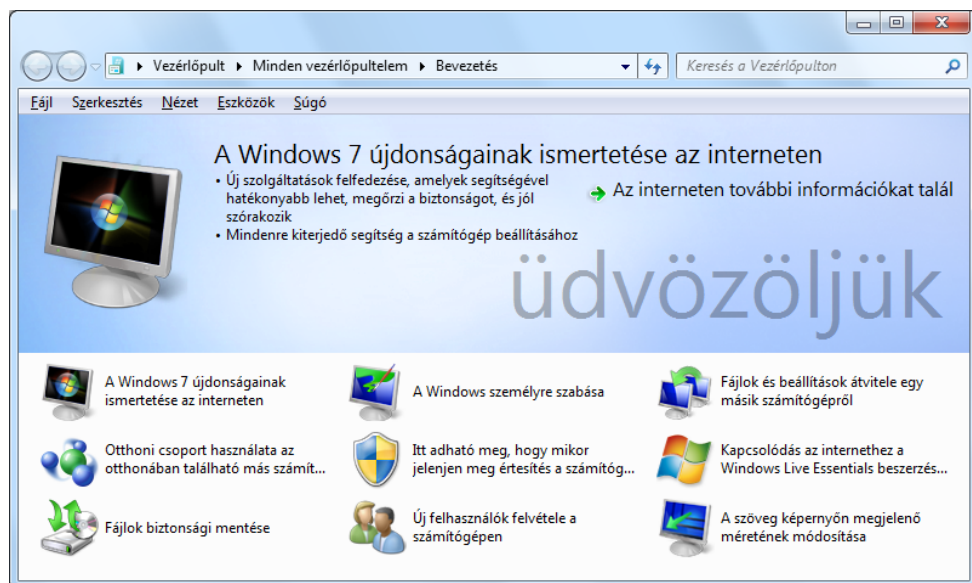 Vezérlőpult ▸ Minden vezérlőpultelem ▸ Bevezetés
Keresés a Vezérlőpulton
Fájl Szerkesztés Nézet Eszközök Súgó
A Windows 7 újdonságainak ismertetése az interneten
• Új szolgáltatások felfedezése, amelyek segítségével
hatékonyabb lehet, megőrzi a biztonságot, és jól
szórakozik
• Mindenre kiterjedő segítség a számítógép beállításához
Az interneten további információkat talál
üdvözöljük
A Windows 7 újdonságainak
ismertetése az interneten
A Windows személyre szabása
Fájlok és beállítások átvitele egy
másik számítógépről
Otthoni csoport használata az
otthonában található más számít...
Itt adható meg, hogy mikor
jelenjen meg értesítés a számítóg...
Kapcsolódás az internethez a
Windows Live Essentials beszerzés...
Fájlok biztonsági mentése
Új felhasználók felvétele a
számítógépen
A szöveg képernyőn megjelenő
méretének módosítása